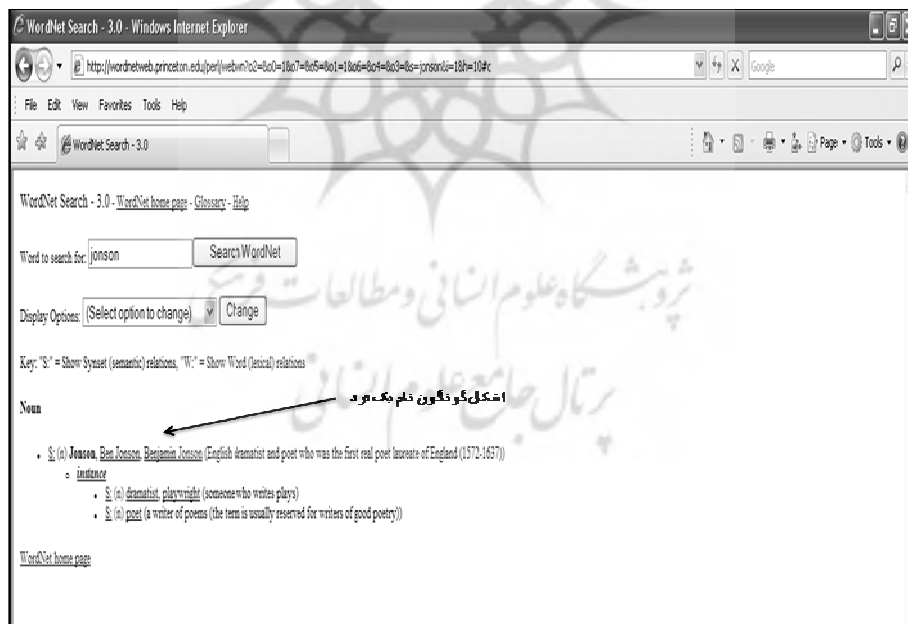 WordNet Search - 3.0 - Windows Internet Explorer
http://wordnetweb.princeton.edu/perl/webwn?o2=&o0=1&o7=&o5=&o1=1&o6=&o4=&o3=&s=jonson&i=1&h=10#c
Google
File Edit View Favorites Tools Help
WordNet Search - 3.0
Page Tools
WordNet Search - 3.0 - WordNet home page - Glossary - Help
Word to search for: jonson Search WordNet
Display Options: (Select option to change) Change
Key: "S:" = Show Synset (semantic) relations, "W:" = Show Word (lexical) relations
پژوهشگاه علوم انسانی و مطالعات فرهنگی
پرتال جامع علوم انسانی
Noun
اشکال گوناگون نام یک فرد
S: (n) Jonson, Ben Jonson, Benjamin Jonson (English dramatist and poet who was the first real poet laureate of England (1572-1637))
instance
S: (n) dramatist, playwright (someone who writes plays)
S: (n) poet (a writer of poems (the term is usually reserved for writers of good poetry))
WordNet home page